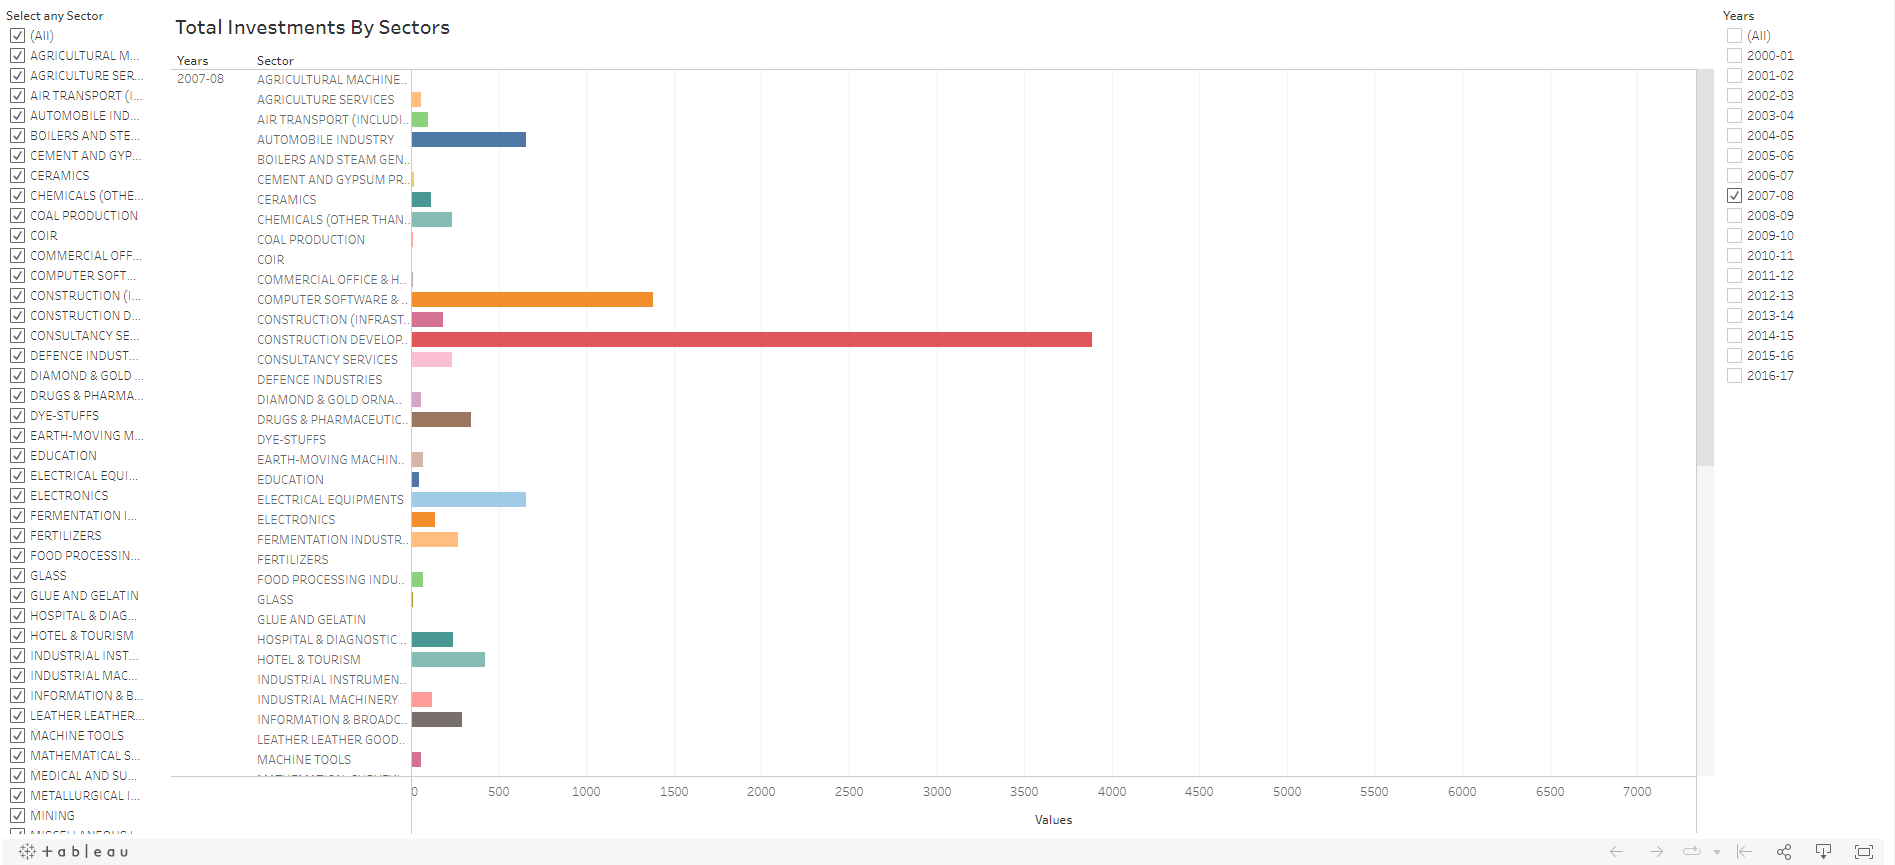 Select any Sector
(All)
AGRICULTURAL M...
AGRICULTURE SER...
AIR TRANSPORT (I...
AUTOMOBILE IND...
BOILERS AND STE...
CEMENT AND GYP...
CERAMICS
CHEMICALS (OTHE...
COAL PRODUCTION
COIR
COMMERCIAL OFF...
COMPUTER SOFT...
CONSTRUCTION (I...
CONSTRUCTION D...
CONSULTANCY SE...
DEFENCE INDUST...
DIAMOND & GOLD ...
DRUGS & PHARMA...
DYE-STUFFS
EARTH-MOVING M...
EDUCATION
ELECTRICAL EQUI...
ELECTRONICS
FERMENTATION I...
FERTILIZERS
FOOD PROCESSIN...
GLASS
GLUE AND GELATIN
HOSPITAL & DIAG...
HOTEL & TOURISM
INDUSTRIAL INST...
INDUSTRIAL MAC...
INFORMATION & B...
LEATHER LEATHER...
MACHINE TOOLS
MATHEMATICAL S...
MEDICAL AND SU...
METALLURGICAL I...
MINING
Total Investments By Sectors
Years Sector
2007-08 AGRICULTURAL MACHINE..
AGRICULTURE SERVICES
AIR TRANSPORT (INCLUDI..
AUTOMOBILE INDUSTRY
BOILERS AND STEAM GEN..
CEMENT AND GYPSUM PR..
CERAMICS
CHEMICALS (OTHER THAN..
COAL PRODUCTION
COIR
COMMERCIAL OFFICE & H..
COMPUTER SOFTWARE & ..
CONSTRUCTION (INFRAST..
CONSTRUCTION DEVELOP..
CONSULTANCY SERVICES
DEFENCE INDUSTRIES
DIAMOND & GOLD ORNA..
DRUGS & PHARMACEUTIC..
DYE-STUFFS
EARTH-MOVING MACHIN..
EDUCATION
ELECTRICAL EQUIPMENTS
ELECTRONICS
FERMENTATION INDUSTR..
FERTILIZERS
FOOD PROCESSING INDU..
GLASS
GLUE AND GELATIN
HOSPITAL & DIAGNOSTIC ..
HOTEL & TOURISM
INDUSTRIAL INSTRUMEN..
INDUSTRIAL MACHINERY
INFORMATION & BROADC..
LEATHER LEATHER GOOD..
MACHINE TOOLS
0 500 1000 1500 2000 2500 3000 3500 4000 4500 5000 5500 6000 6500 7000
Values
Years
(All)
2000-01
2001-02
2002-03
2003-04
2004-05
2005-06
2006-07
2007-08
2008-09
2009-10
2010-11
2011-12
2012-13
2013-14
2014-15
2015-16
2016-17
+ a b l e a u